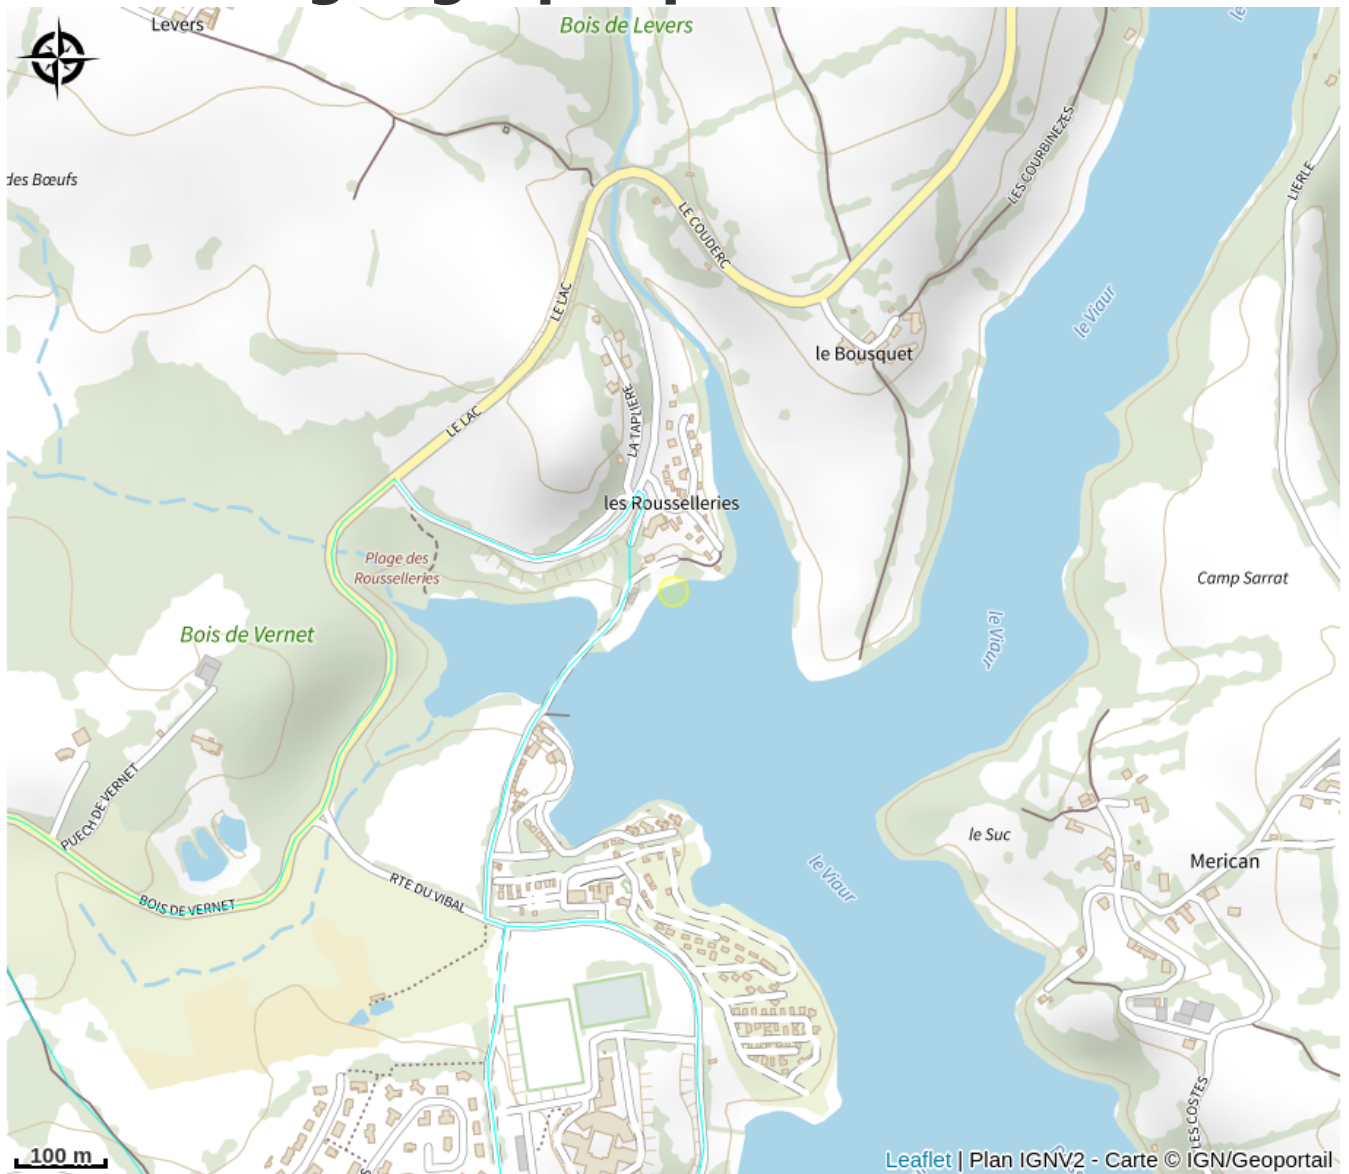 Levers
Bois de Levers
le
des Bœufs
LES COURBINEZES
LIERLE
LE COUDERC
LE LAC
le Viaur
le Bousquet
LA TAPLIERE
LE LAC
les Rousselleries
Plage des
Rousselleries
Camp Sarrat
Bois de Vernet
le Viaur
PUECH DE VERNET
le Suc
Merican
le Viaur
RTE DU VIBAL
BOIS DE VERNET
LES COSTES
100 m
Leaflet | Plan IGNV2 - Carte © IGN/Geoportail